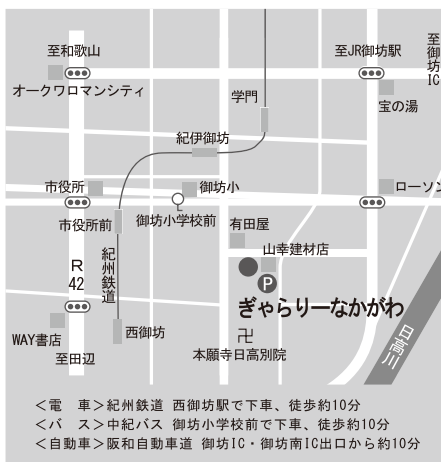 至和歌山
至JR御坊駅
至御坊IC
オークワロマンシティ
宝の湯
学門
紀伊御坊
市役所
御坊小
ローソン
市役所前
御坊小学校前
有田屋
山幸建材店
R42
紀州鉄道
P
ぎゃらりーなかがわ
日高川
WAY書店
西御坊
卍
本願寺日高別院
至田辺
＜電　車＞紀州鉄道 西御坊駅で下車、徒歩約10分
＜バ　ス＞中紀バス 御坊小学校前で下車、徒歩約10分
＜自動車＞阪和自動車道 御坊IC・御坊南IC出口から約10分